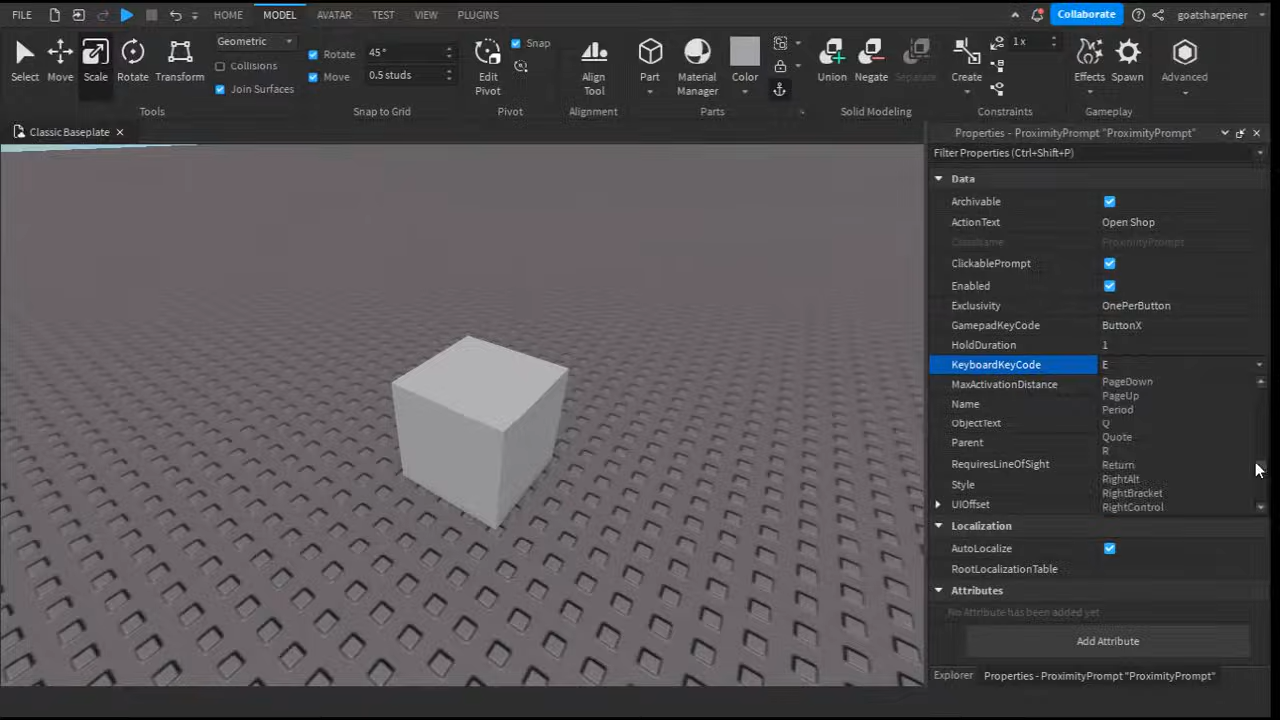 FILE HOME MODEL AVATAR TEST VIEW PLUGINS Collaborate goatsharpener
Select Move Scale Rotate Transform
Geometric
Collisions
Join Surfaces
Tools
Rotate 45°
Move 0.5 studs
Snap to Grid
Edit Pivot
Snap
Pivot
Align Tool
Alignment
Part Material Manager Color
Parts
Union Negate Separate
Solid Modeling
Create 1x
Constraints
Effects Spawn
Gameplay
Advanced
Classic Baseplate
Properties - ProximityPrompt "ProximityPrompt"
Filter Properties (Ctrl+Shift+P)
Data
Archivable
ActionText Open Shop
ClassName ProximityPrompt
ClickablePrompt
Enabled
Exclusivity OnePerButton
GamepadKeyCode ButtonX
HoldDuration 1
KeyboardKeyCode E
MaxActivationDistance
Name
ObjectText
Parent
RequiresLineOfSight
Style
UIOffset
PageDown
PageUp
Period
Q
Quote
R
Return
RightAlt
RightBracket
RightControl
Localization
AutoLocalize
RootLocalizationTable
Attributes
No Attribute has been added yet
Add Attribute
Explorer Properties - ProximityPrompt "ProximityPrompt"